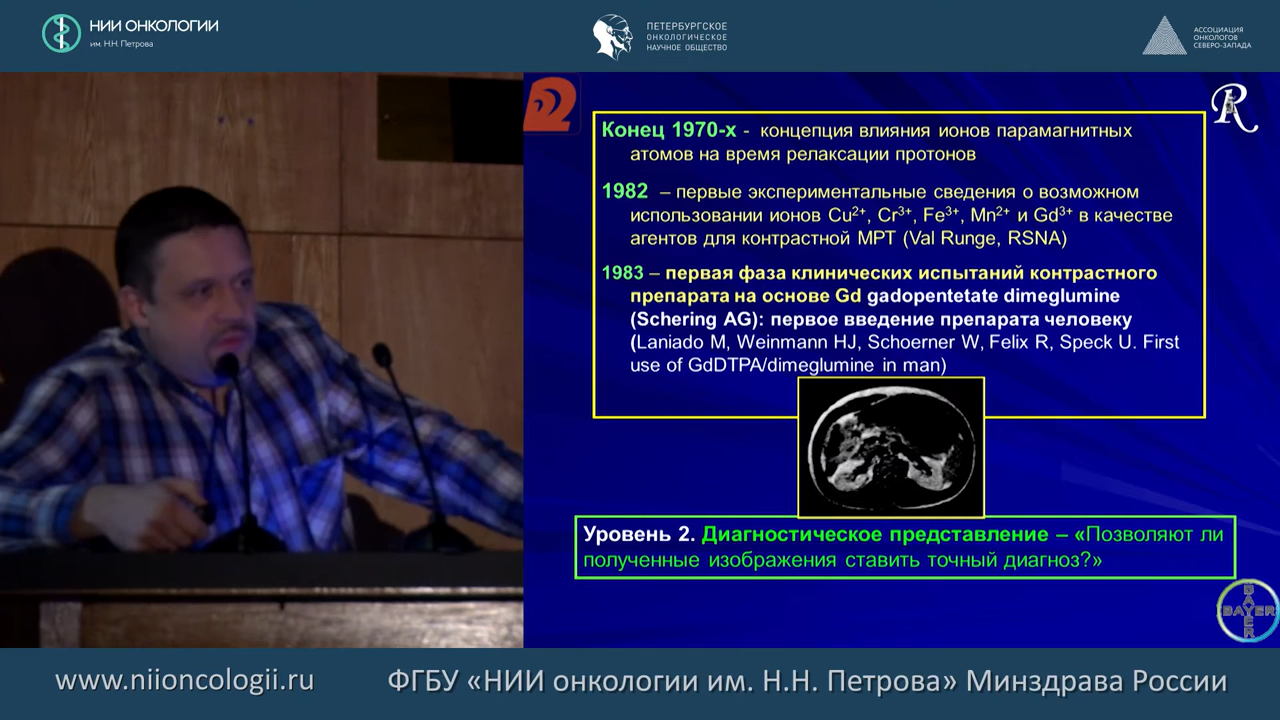 НИИ ОНКОЛОГИИ
им. Н.Н. Петрова
ПЕТЕРБУРГСКОЕ
ОНКОЛОГИЧЕСКОЕ
НАУЧНОЕ ОБЩЕСТВО
АССОЦИАЦИЯ
ОНКОЛОГОВ
СЕВЕРО-ЗАПАДА
Конец 1970-х - концепция влияния ионов парамагнитных
атомов на время релаксации протонов
1982 – первые экспериментальные сведения о возможном
использовании ионов Cu²⁺, Cr³⁺, Fe³⁺, Mn²⁺ и Gd³⁺ в качестве
агентов для контрастной МРТ (Val Runge, RSNA)
1983 – первая фаза клинических испытаний контрастного
препарата на основе Gd gadopentetate dimeglumine
(Schering AG): первое введение препарата человеку
(Laniado M, Weinmann HJ, Schoerner W, Felix R, Speck U. First
use of GdDTPA/dimeglumine in man)
Уровень 2. Диагностическое представление – «Позволяют ли
полученные изображения ставить точный диагноз?»
BAYER
BAYER
www.niioncologii.ru
ФГБУ «НИИ онкологии им. Н.Н. Петрова» Минздрава России